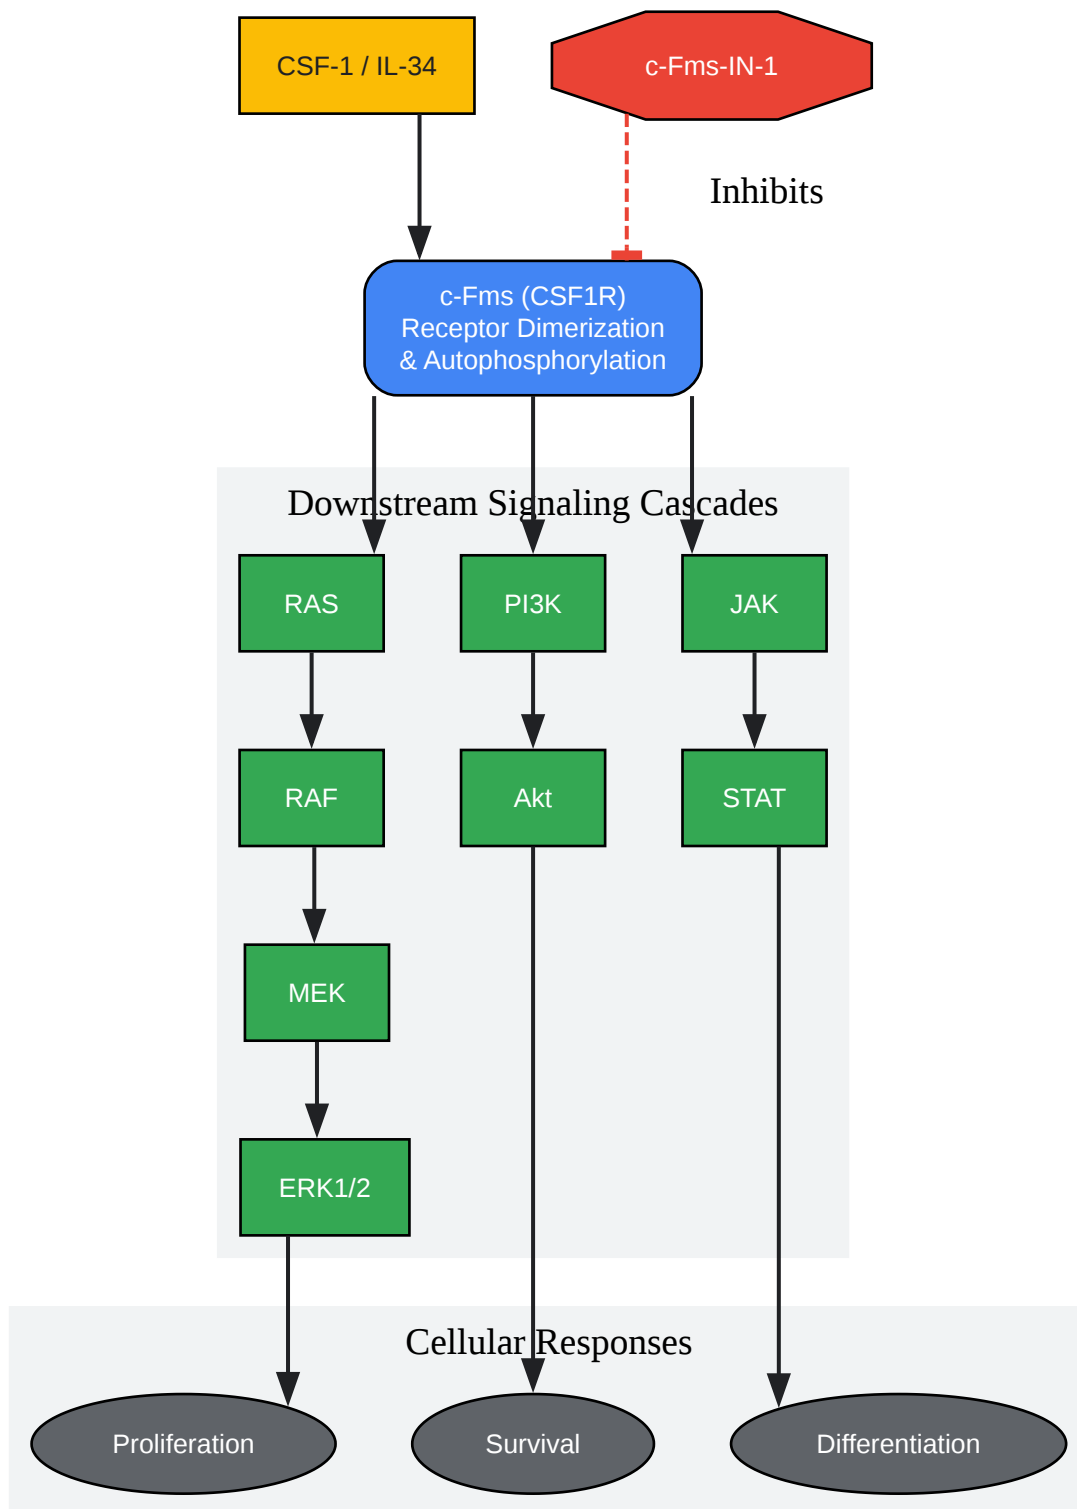 CSF-1 / IL-34
c-Fms-IN-1
Inhibits
c-Fms (CSF1R)
Receptor Dimerization
& Autophosphorylation
Downstream Signaling Cascades
RAS
PI3K
JAK
RAF
Akt
STAT
MEK
ERK1/2
Cellular Responses
Proliferation
Survival
Differentiation